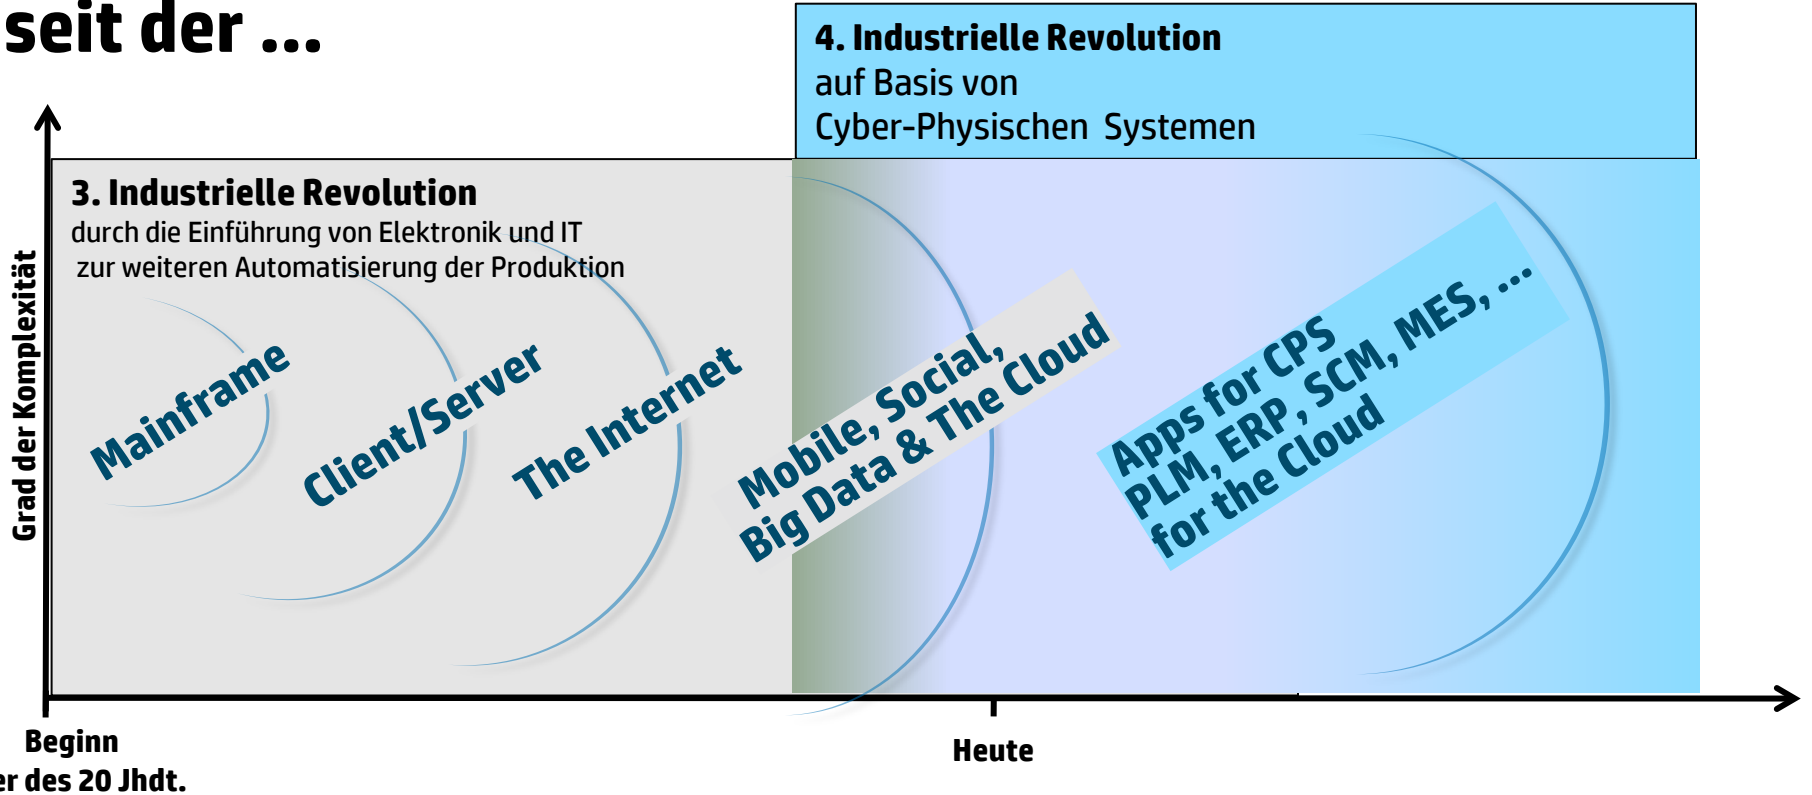 seit der ...
4. Industrielle Revolution
auf Basis von
Cyber-Physischen Systemen
3. Industrielle Revolution
durch die Einführung von Elektronik und IT
zur weiteren Automatisierung der Produktion
Grad der Komplexität
Mainframe
Client/Server
The Internet
Mobile, Social,
Big Data & The Cloud
Apps for CPS
PLM, ERP, SCM, MES, ...
for the Cloud
Beginn
des 20 Jhdt.
Heute